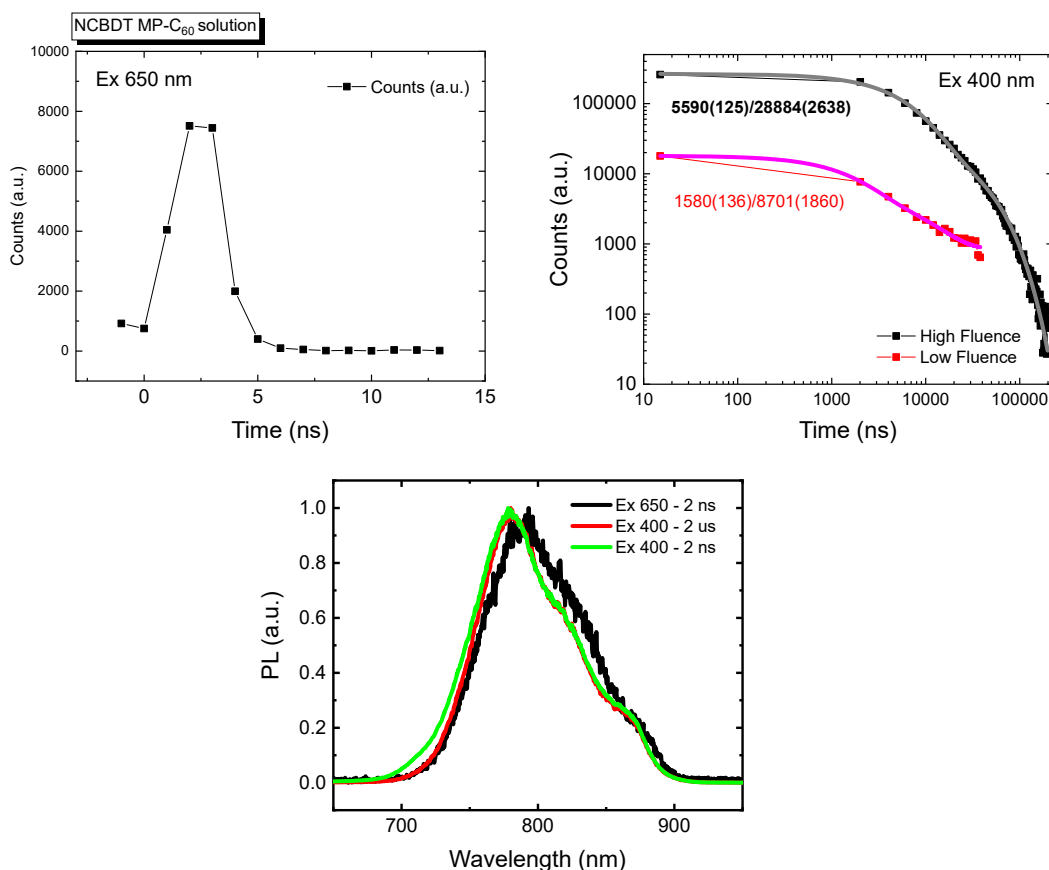 NCBDT MP-C₆₀ solution
10000
8000
6000
4000
2000
0
Counts (a.u.)
Ex 650 nm
Counts (a.u.)
0
5
10
15
Time (ns)
100000
10000
1000
100
10
Counts (a.u.)
Ex 400 nm
5590(125)/28884(2638)
1580(136)/8701(1860)
High Fluence
Low Fluence
10
100
1000
10000
100000
Time (ns)
1.0
0.8
0.6
0.4
0.2
0.0
PL (a.u.)
Ex 650 - 2 ns
Ex 400 - 2 us
Ex 400 - 2 ns
700
800
900
Wavelength (nm)